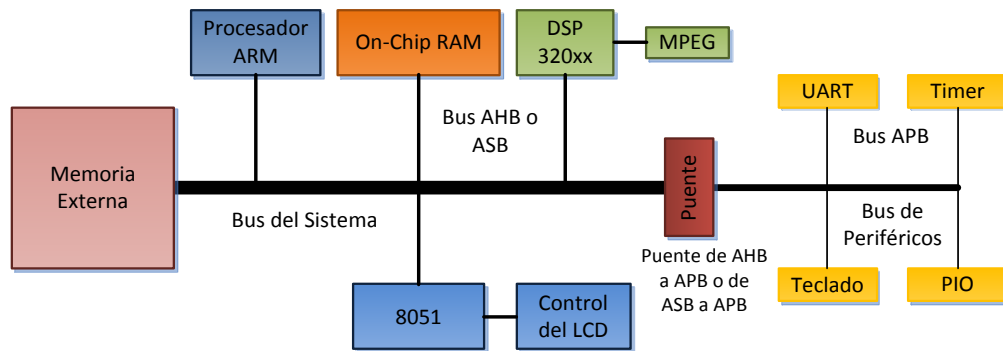 Procesador
ARM
On-Chip RAM
DSP
320xx
MPEG
UART
Timer
Bus AHB o
ASB
Bus APB
Memoria
Externa
Puente
Bus del Sistema
Bus de
Periféricos
Puente de AHB
a APB o de
ASB a APB
Teclado
PIO
8051
Control
del LCD